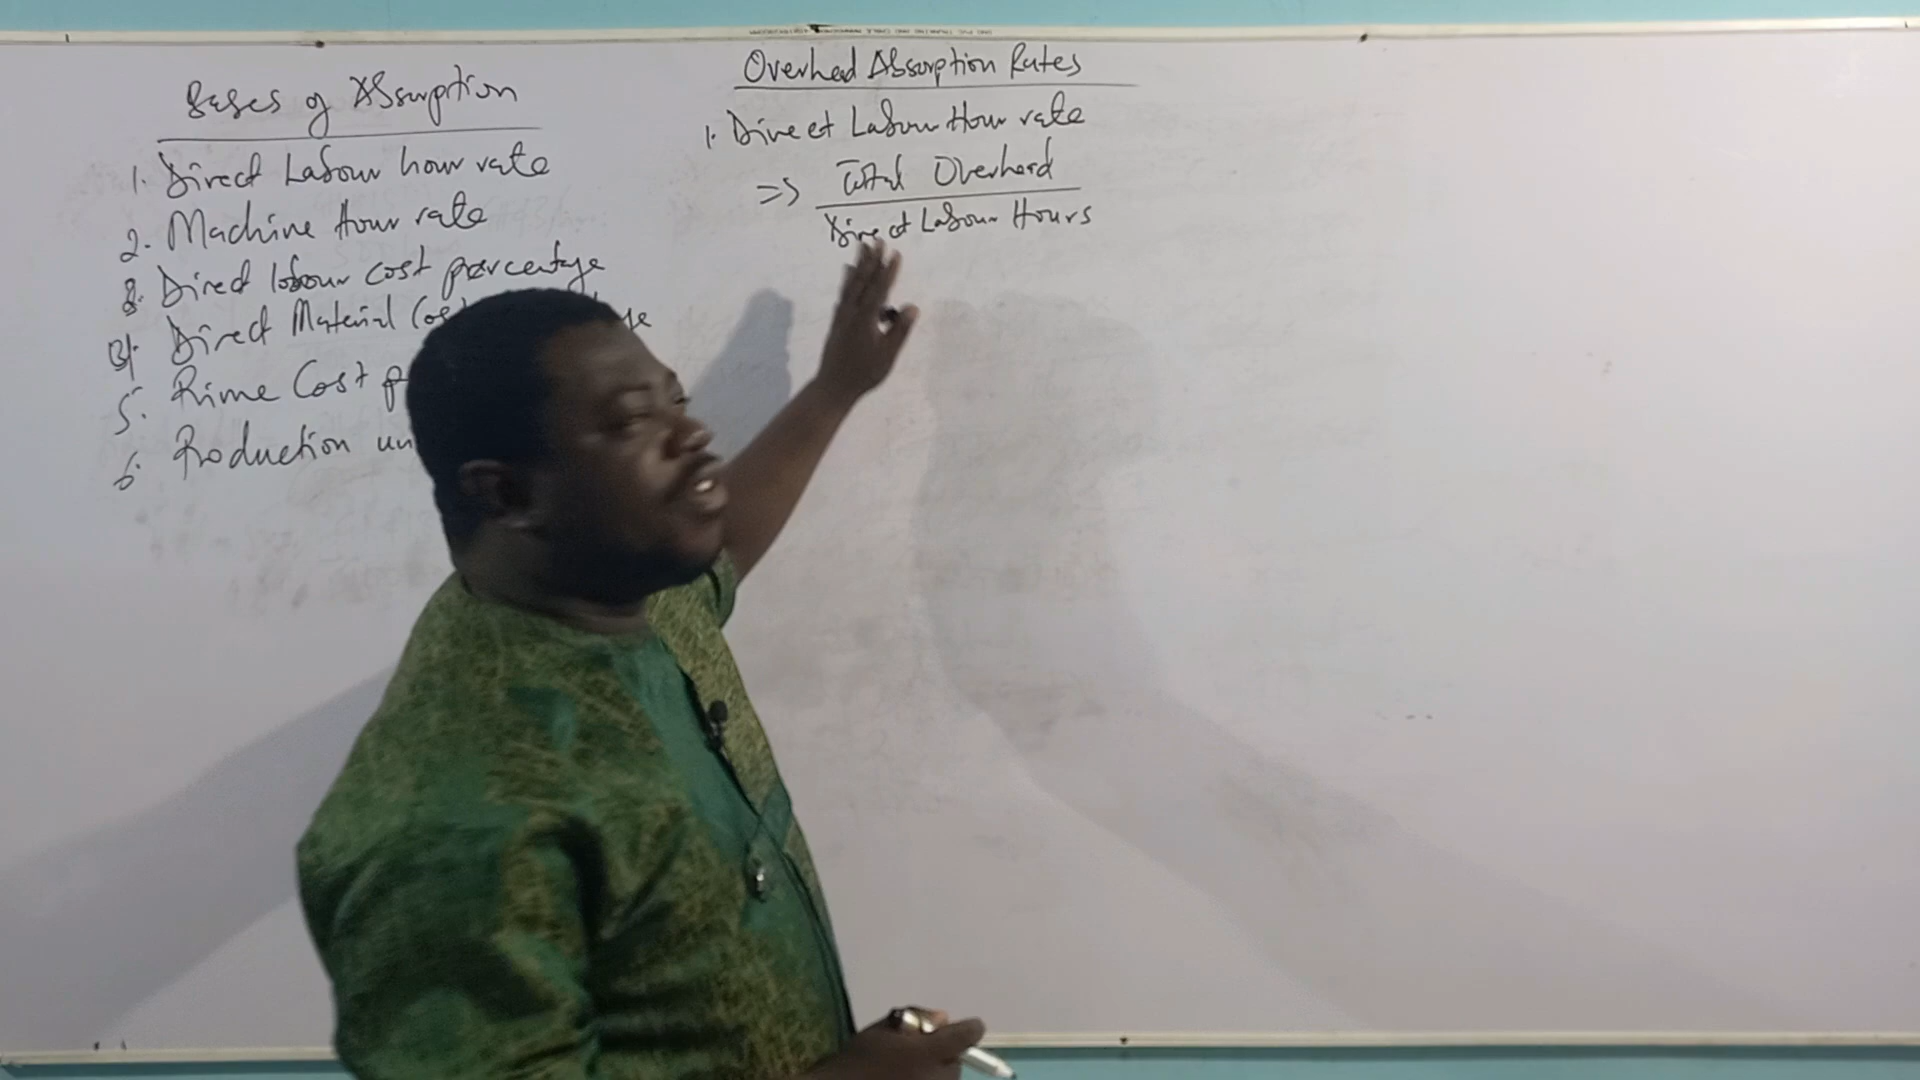 Bases of Absorption
1. Direct Labour hour rate
2. Machine Hour rate
3. Direct labour cost percentage
4. Direct Material Cost
5. Prime Cost
6. Production
Overhead Absorption Rates
1. Direct Labour Hour rate
=> Total Overhead
Direct Labour Hours